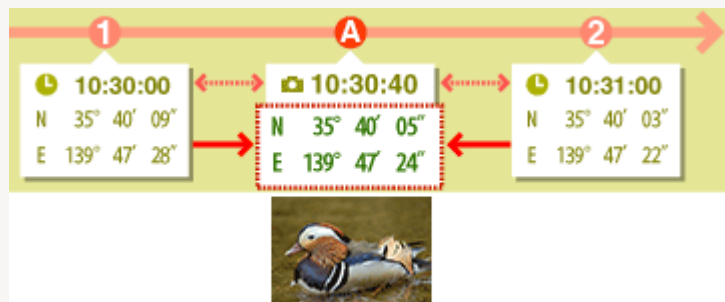 1
A
2
10:30:00
N 35° 40′ 09″
E 139° 47′ 28″
10:30:40
N 35° 40′ 05″
E 139° 47′ 24″
10:31:00
N 35° 40′ 03″
E 139° 47′ 22″